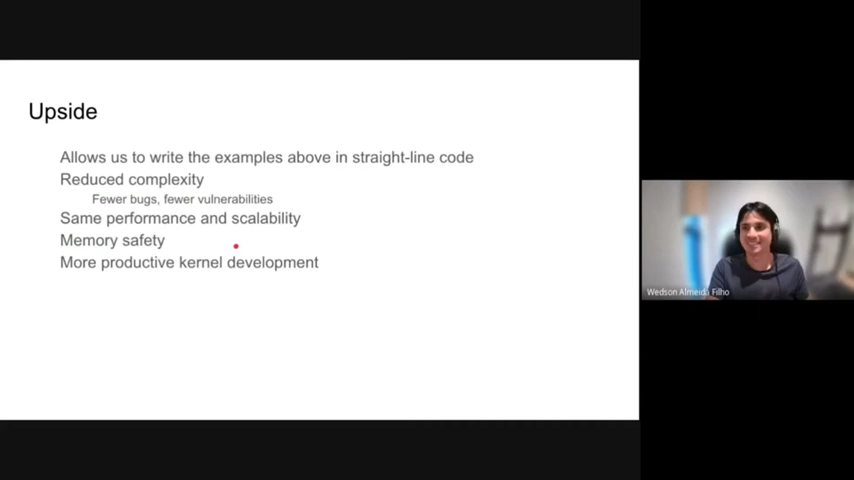 Upside
Allows us to write the examples above in straight-line code
Reduced complexity
Fewer bugs, fewer vulnerabilities
Same performance and scalability
Memory safety
More productive kernel development
Wedson Almeida Filho